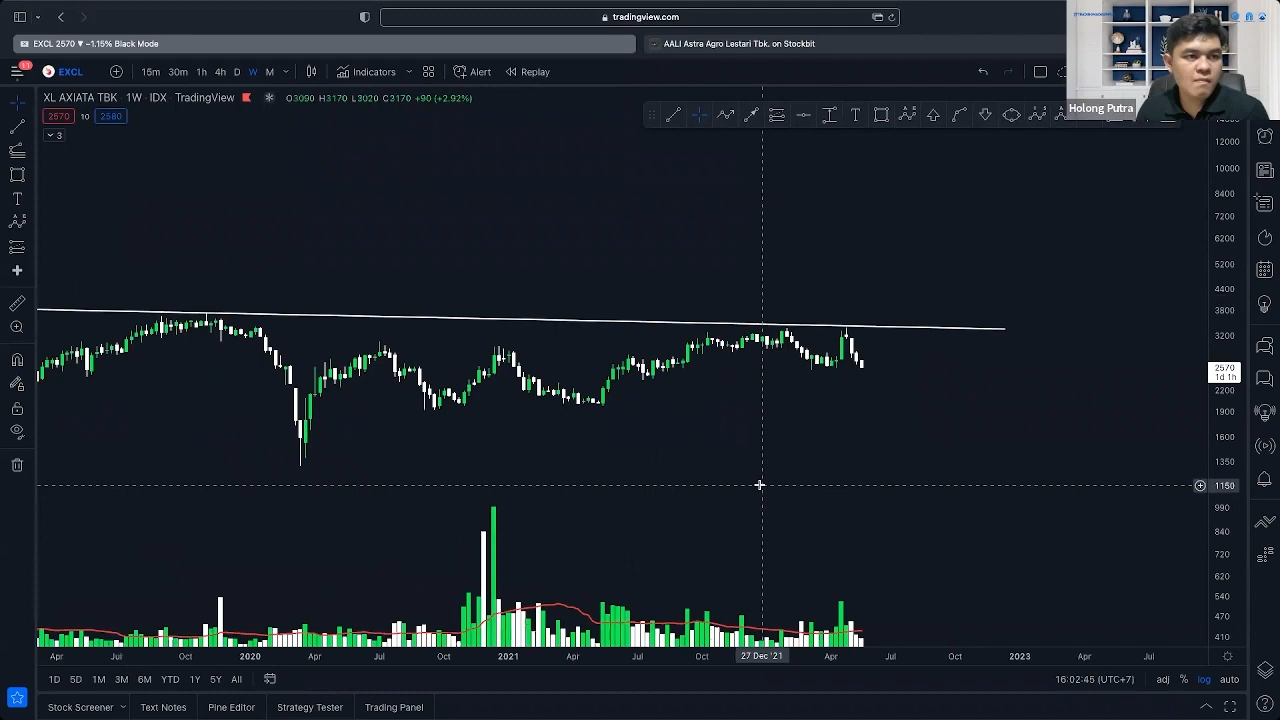 tradingview.com
EXCL 2570 ▼ −1.15% Black Mode
AALI Astra Agro Lestari Tbk. on Stockbit
11
EXCL
15m 30m 1h 4h D W M
Indicators
Alert
Replay
Holong Putra
XL AXIATA TBK · 1W · IDX · TradingView
O3090 H3170 L3020 C3170 +90 (+2.92%)
2570 10 2580
3
12000
10000
8400
7200
6200
5200
4400
3800
3200
2570
1d 1h
2200
1900
1600
1350
1150
990
840
720
620
540
470
410
Apr Jul Oct 2020 Apr Jul Oct 2021 Apr Jul Oct 27 Dec '21 Apr Jul Oct 2023 Apr Jul
1D 5D 1M 3M 6M YTD 1Y 5Y All
16:02:45 (UTC+7) adj % log auto
Stock Screener Text Notes Pine Editor Strategy Tester Trading Panel